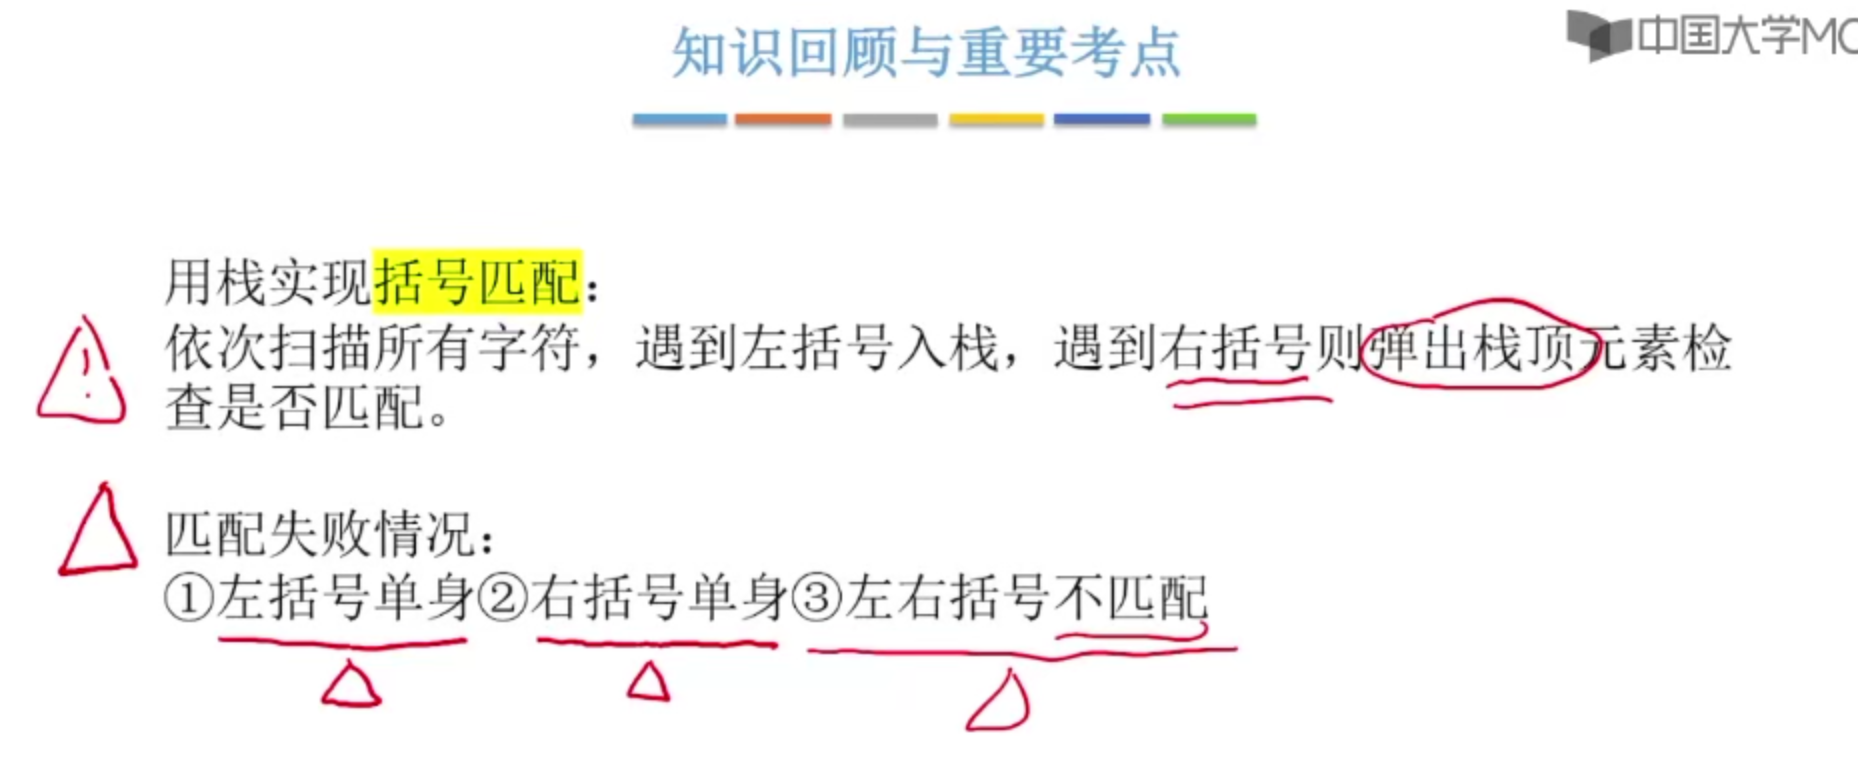 知识回顾与重要考点
中国大学MO
用栈实现括号匹配：
依次扫描所有字符，遇到左括号入栈，遇到右括号则弹出栈顶元素检
查是否匹配。
匹配失败情况：
①左括号单身②右括号单身③左右括号不匹配